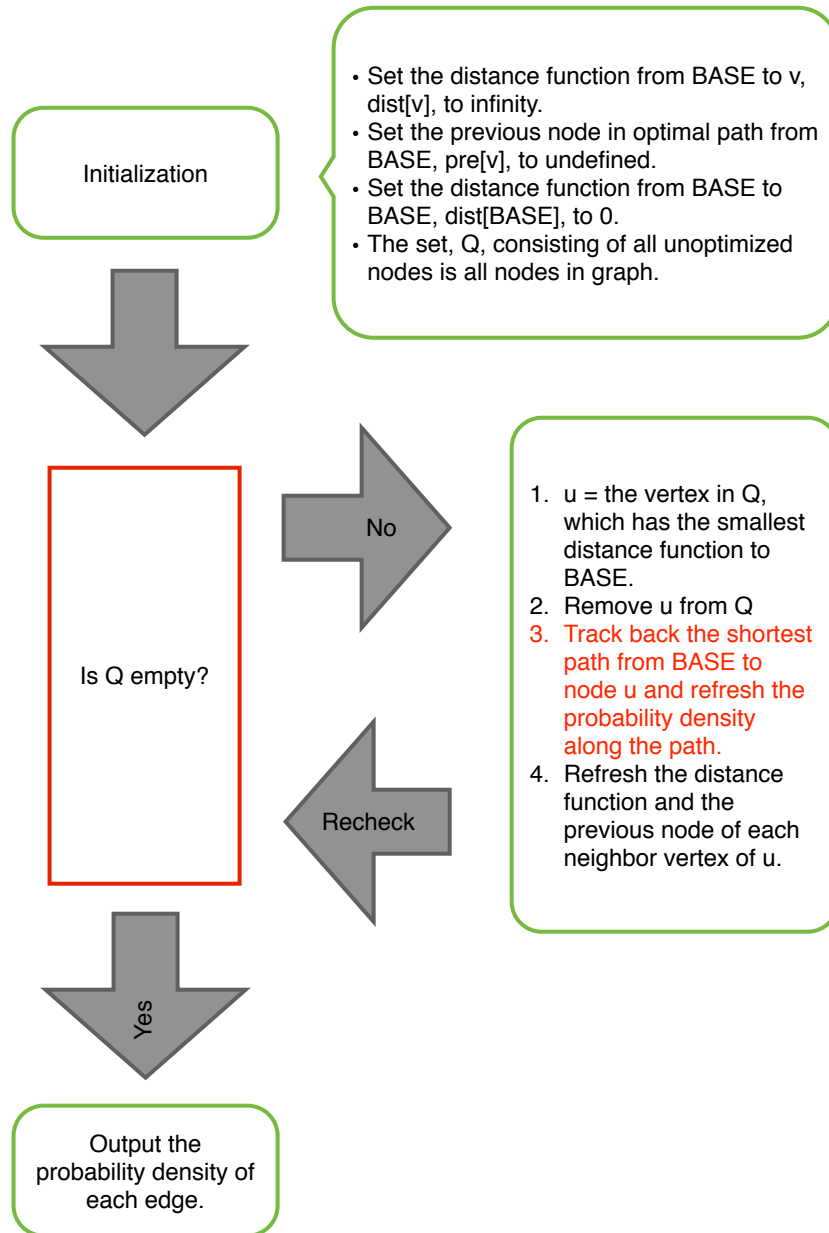 Initialization
• Set the distance function from BASE to v,
dist[v], to infinity.
• Set the previous node in optimal path from
BASE, pre[v], to undefined.
• Set the distance function from BASE to
BASE, dist[BASE], to 0.
• The set, Q, consisting of all unoptimized
nodes is all nodes in graph.
Is Q empty?
No
1. u = the vertex in Q,
which has the smallest
distance function to
BASE.
2. Remove u from Q
3. Track back the shortest
path from BASE to
node u and refresh the
probability density
along the path.
4. Refresh the distance
function and the
previous node of each
neighbor vertex of u.
Recheck
Yes
Output the
probability density of
each edge.